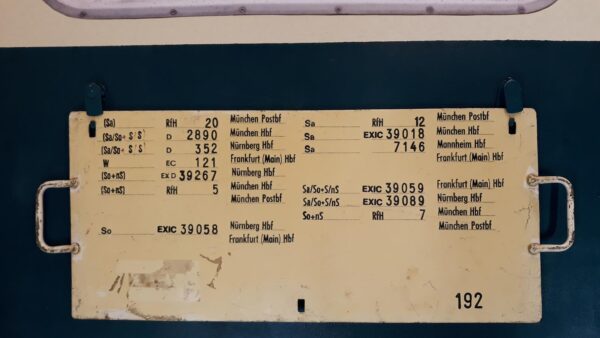 (Sa) RfH 20 München Postbf
(Sa/So+ S/S) D 2890 München Hbf
(Sa/So+ S/S) D 352 Nürnberg Hbf
W EC 121 Frankfurt (Main) Hbf
(So+nS) EXD 39267 Nürnberg Hbf
(So+nS) RfH 5 München Hbf
München Postbf
So EXIC 39058 Nürnberg Hbf
Frankfurt (Main) Hbf
Sa RfH 12 München Postbf
Sa EXIC 39018 München Hbf
Sa 7146 Mannheim Hbf
Frankfurt (Main) Hbf
Sa/So+S/nS EXIC 39059 Frankfurt (Main) Hbf
Sa/So+S/nS EXIC 39089 Nürnberg Hbf
So+nS RfH 7 München Hbf
München Postbf
192